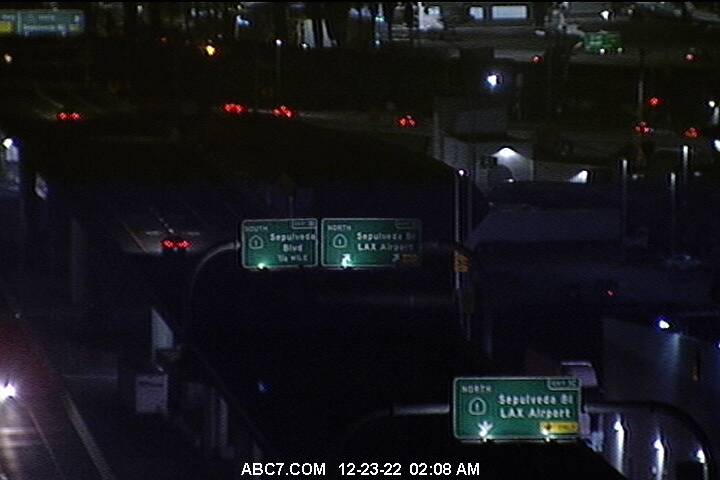 SOUTH
1
Sepulveda
Blvd
NORTH
1
Sepulveda Bl
LAX Airport
NORTH
1
Sepulveda Bl
LAX Airport
ABC7.COM 12-23-22 02:08 AM